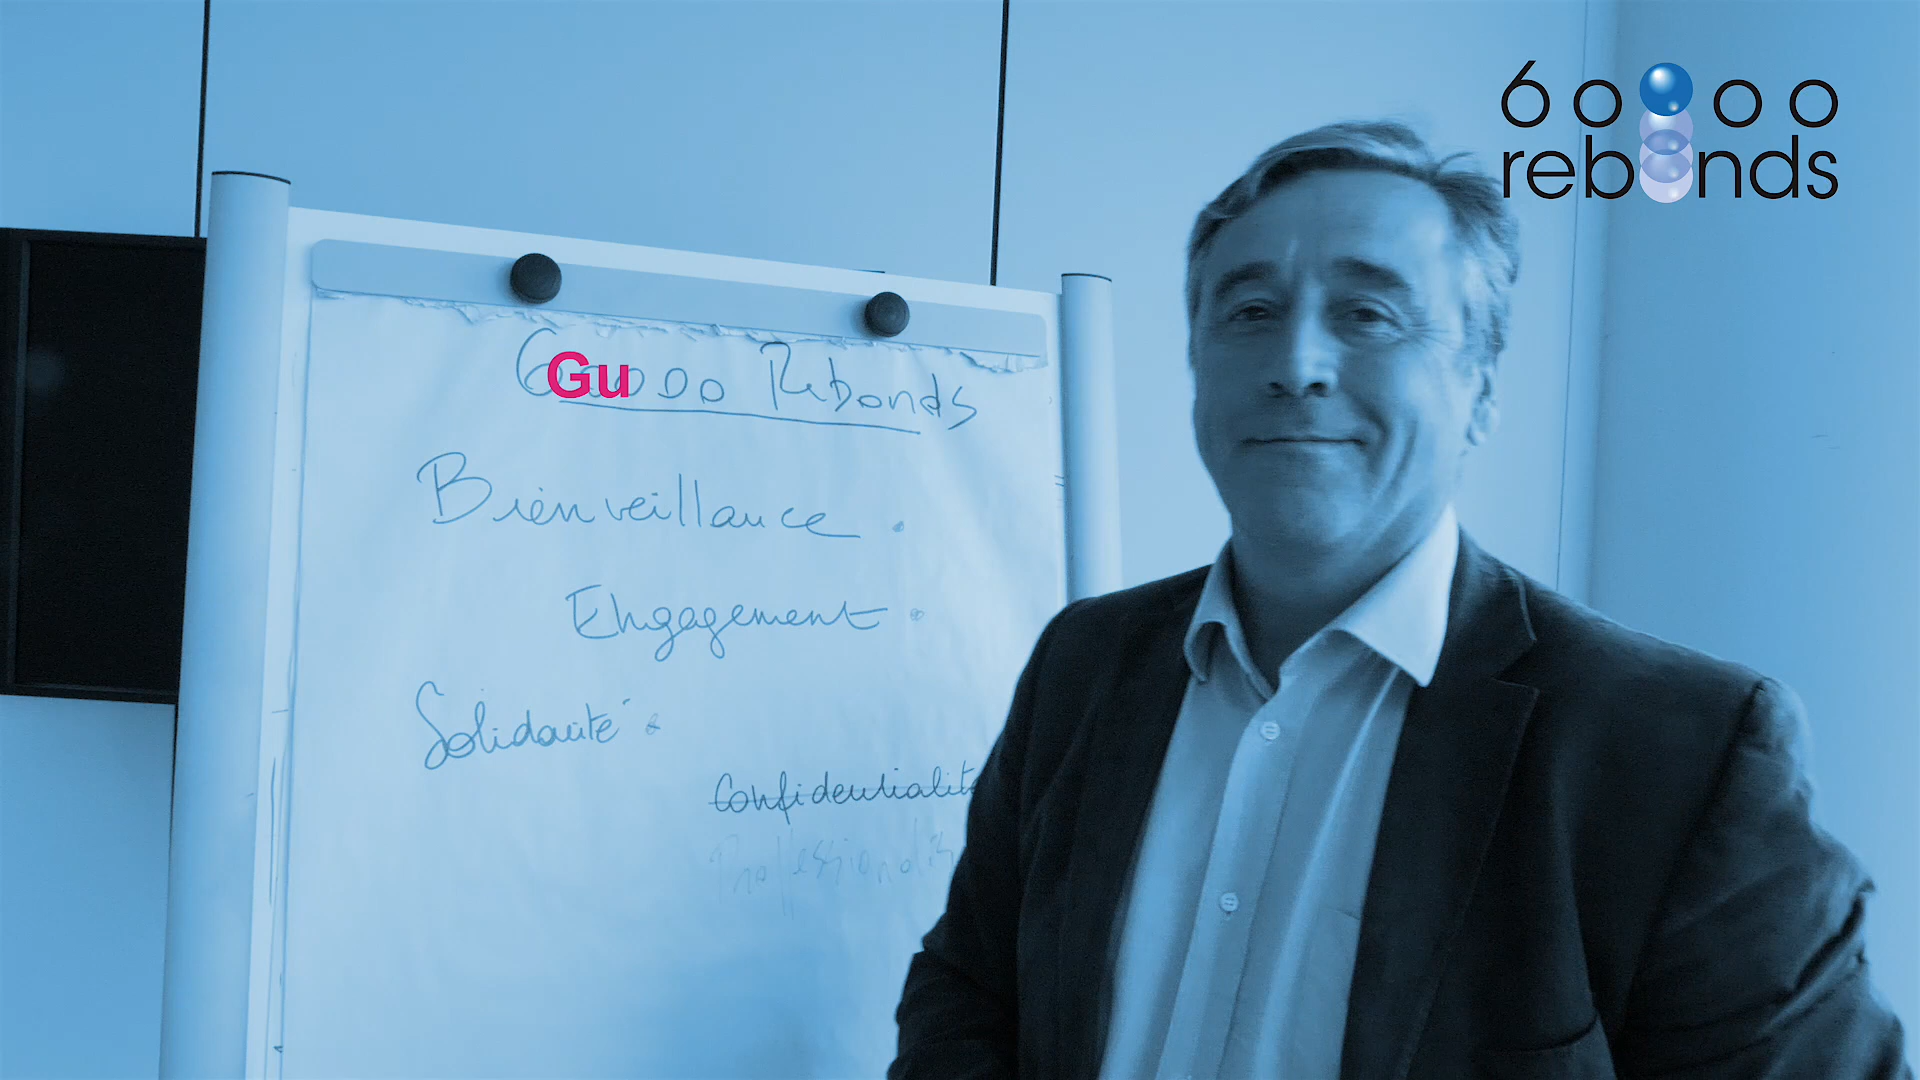 60000
rebonds
Gu
60000 Rebonds
Bienveillance.
Engagement.
Solidarité.
Confidentialité